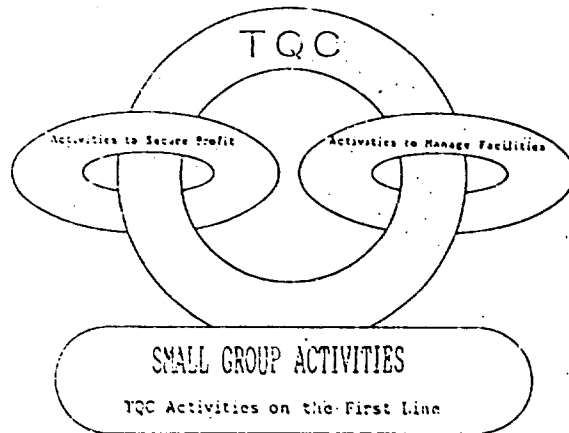 TQC
Activities to Secure Profit
Activities to Manage Facilities
SMALL GROUP ACTIVITIES
TQC Activities on the First Line